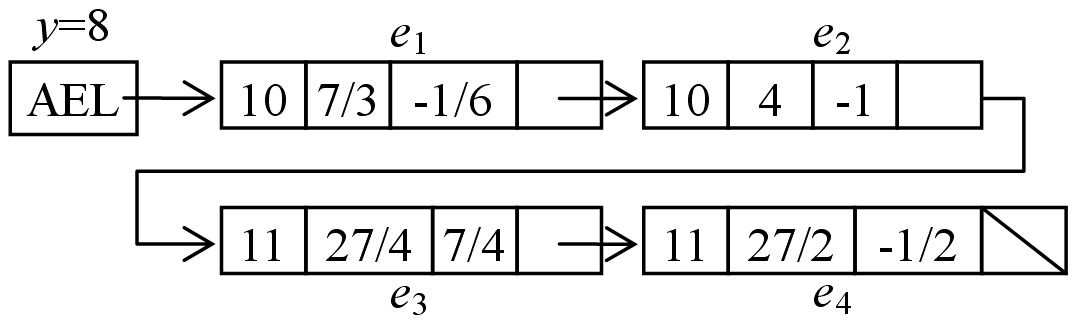 y=8
e1 e2
AEL 10 7/3 -1/6 10 4 -1
11 27/4 7/4 11 27/2 -1/2
e3 e4